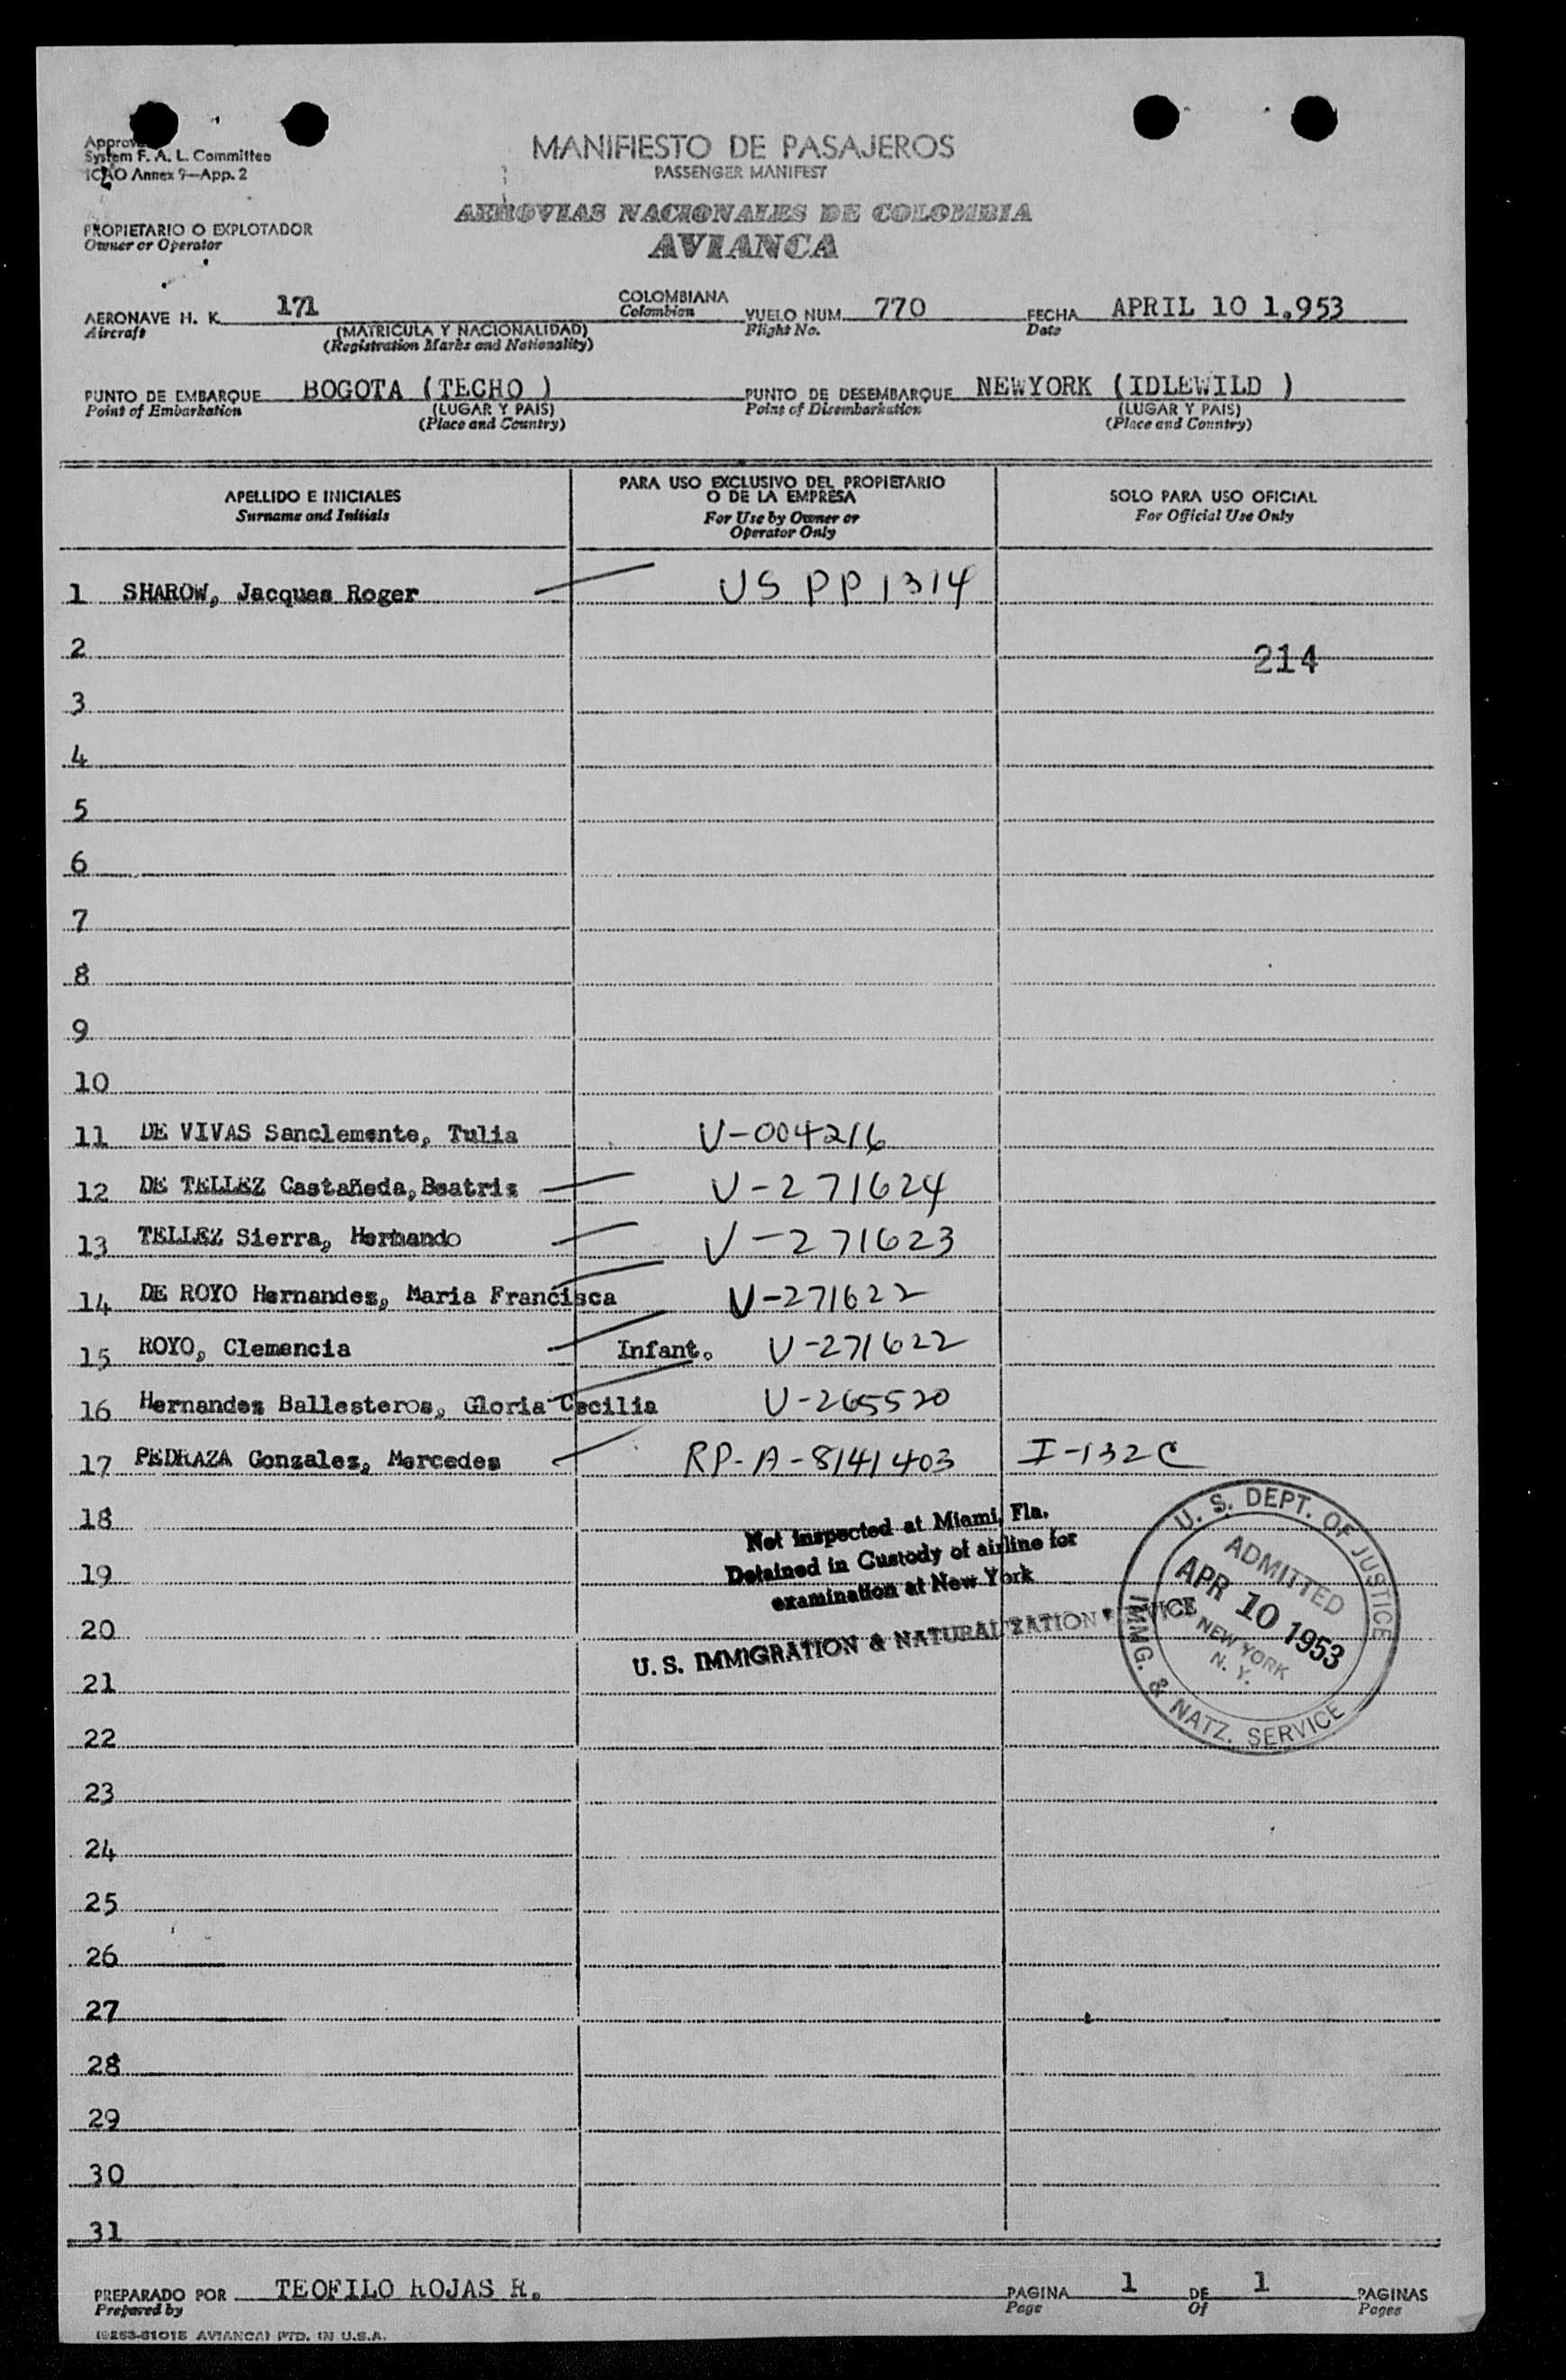 System F. A. L. Committee
ICAO Annex 9—App. 2
MANIFIESTO DE PASAJEROS
PASSENGER MANIFEST
AEROVIAS NACIONALES DE COLOMBIA
AVIANCA
PROPIETARIO O EXPLOTADOR
Owner or Operator
AERONAVE H. K. 171 COLOMBIANA VUELO NUM. 770 FECHA APRIL 10 1.953
Aircraft (MATRICULA Y NACIONALIDAD) Colombian Flight No. Date
(Registration Marks and Nationality)
PUNTO DE EMBARQUE BOGOTA (TECHO ) PUNTO DE DESEMBARQUE NEWYORK (IDLEWILD )
Point of Embarkation (LUGAR Y PAIS) Point of Disembarkation (LUGAR Y PAIS)
(Place and Country) (Place and Country)
APELLIDO E INICIALES
Surname and Initials
PARA USO EXCLUSIVO DEL PROPIETARIO
O DE LA EMPRESA
For Use by Owner or
Operator Only
SOLO PARA USO OFICIAL
For Official Use Only
1 SHAROW, Jacques Roger US PP 1314
2 214
3
4
5
6
7
8
9
10
11 DE VIVAS Sanclemente, Tulia V-004216
12 DE TELLEZ Castañeda, Beatriz V-271624
13 TELLEZ Sierra, Hernando V-271623
14 DE ROYO Hernandez, Maria Francisca V-271622
15 ROYO, Clemencia Infant. V-271622
16 Hernandez Ballesteros, Gloria Cecilia V-265520
17 PEDRAZA Gonzalez, Mercedes RP-A-8141403 I-132C
18
19
20
21
22
23
24
25
26
27
28
29
30
31
Not inspected at Miami, Fla.
Detained in Custody of airline for
examination at New York
U. S. IMMIGRATION & NATURALIZATION SERVICE
U. S. DEPT. OF JUSTICE
ADMITTED
APR 10 1953
NEW YORK
N. Y.
IMMG. & NATZ. SERVICE
PREPARADO POR TEOFILO ROJAS R. PAGINA 1 DE 1 PAGINAS
Prepared by Page Of Pages
AVIANCA) PTD. IN U.S.A.